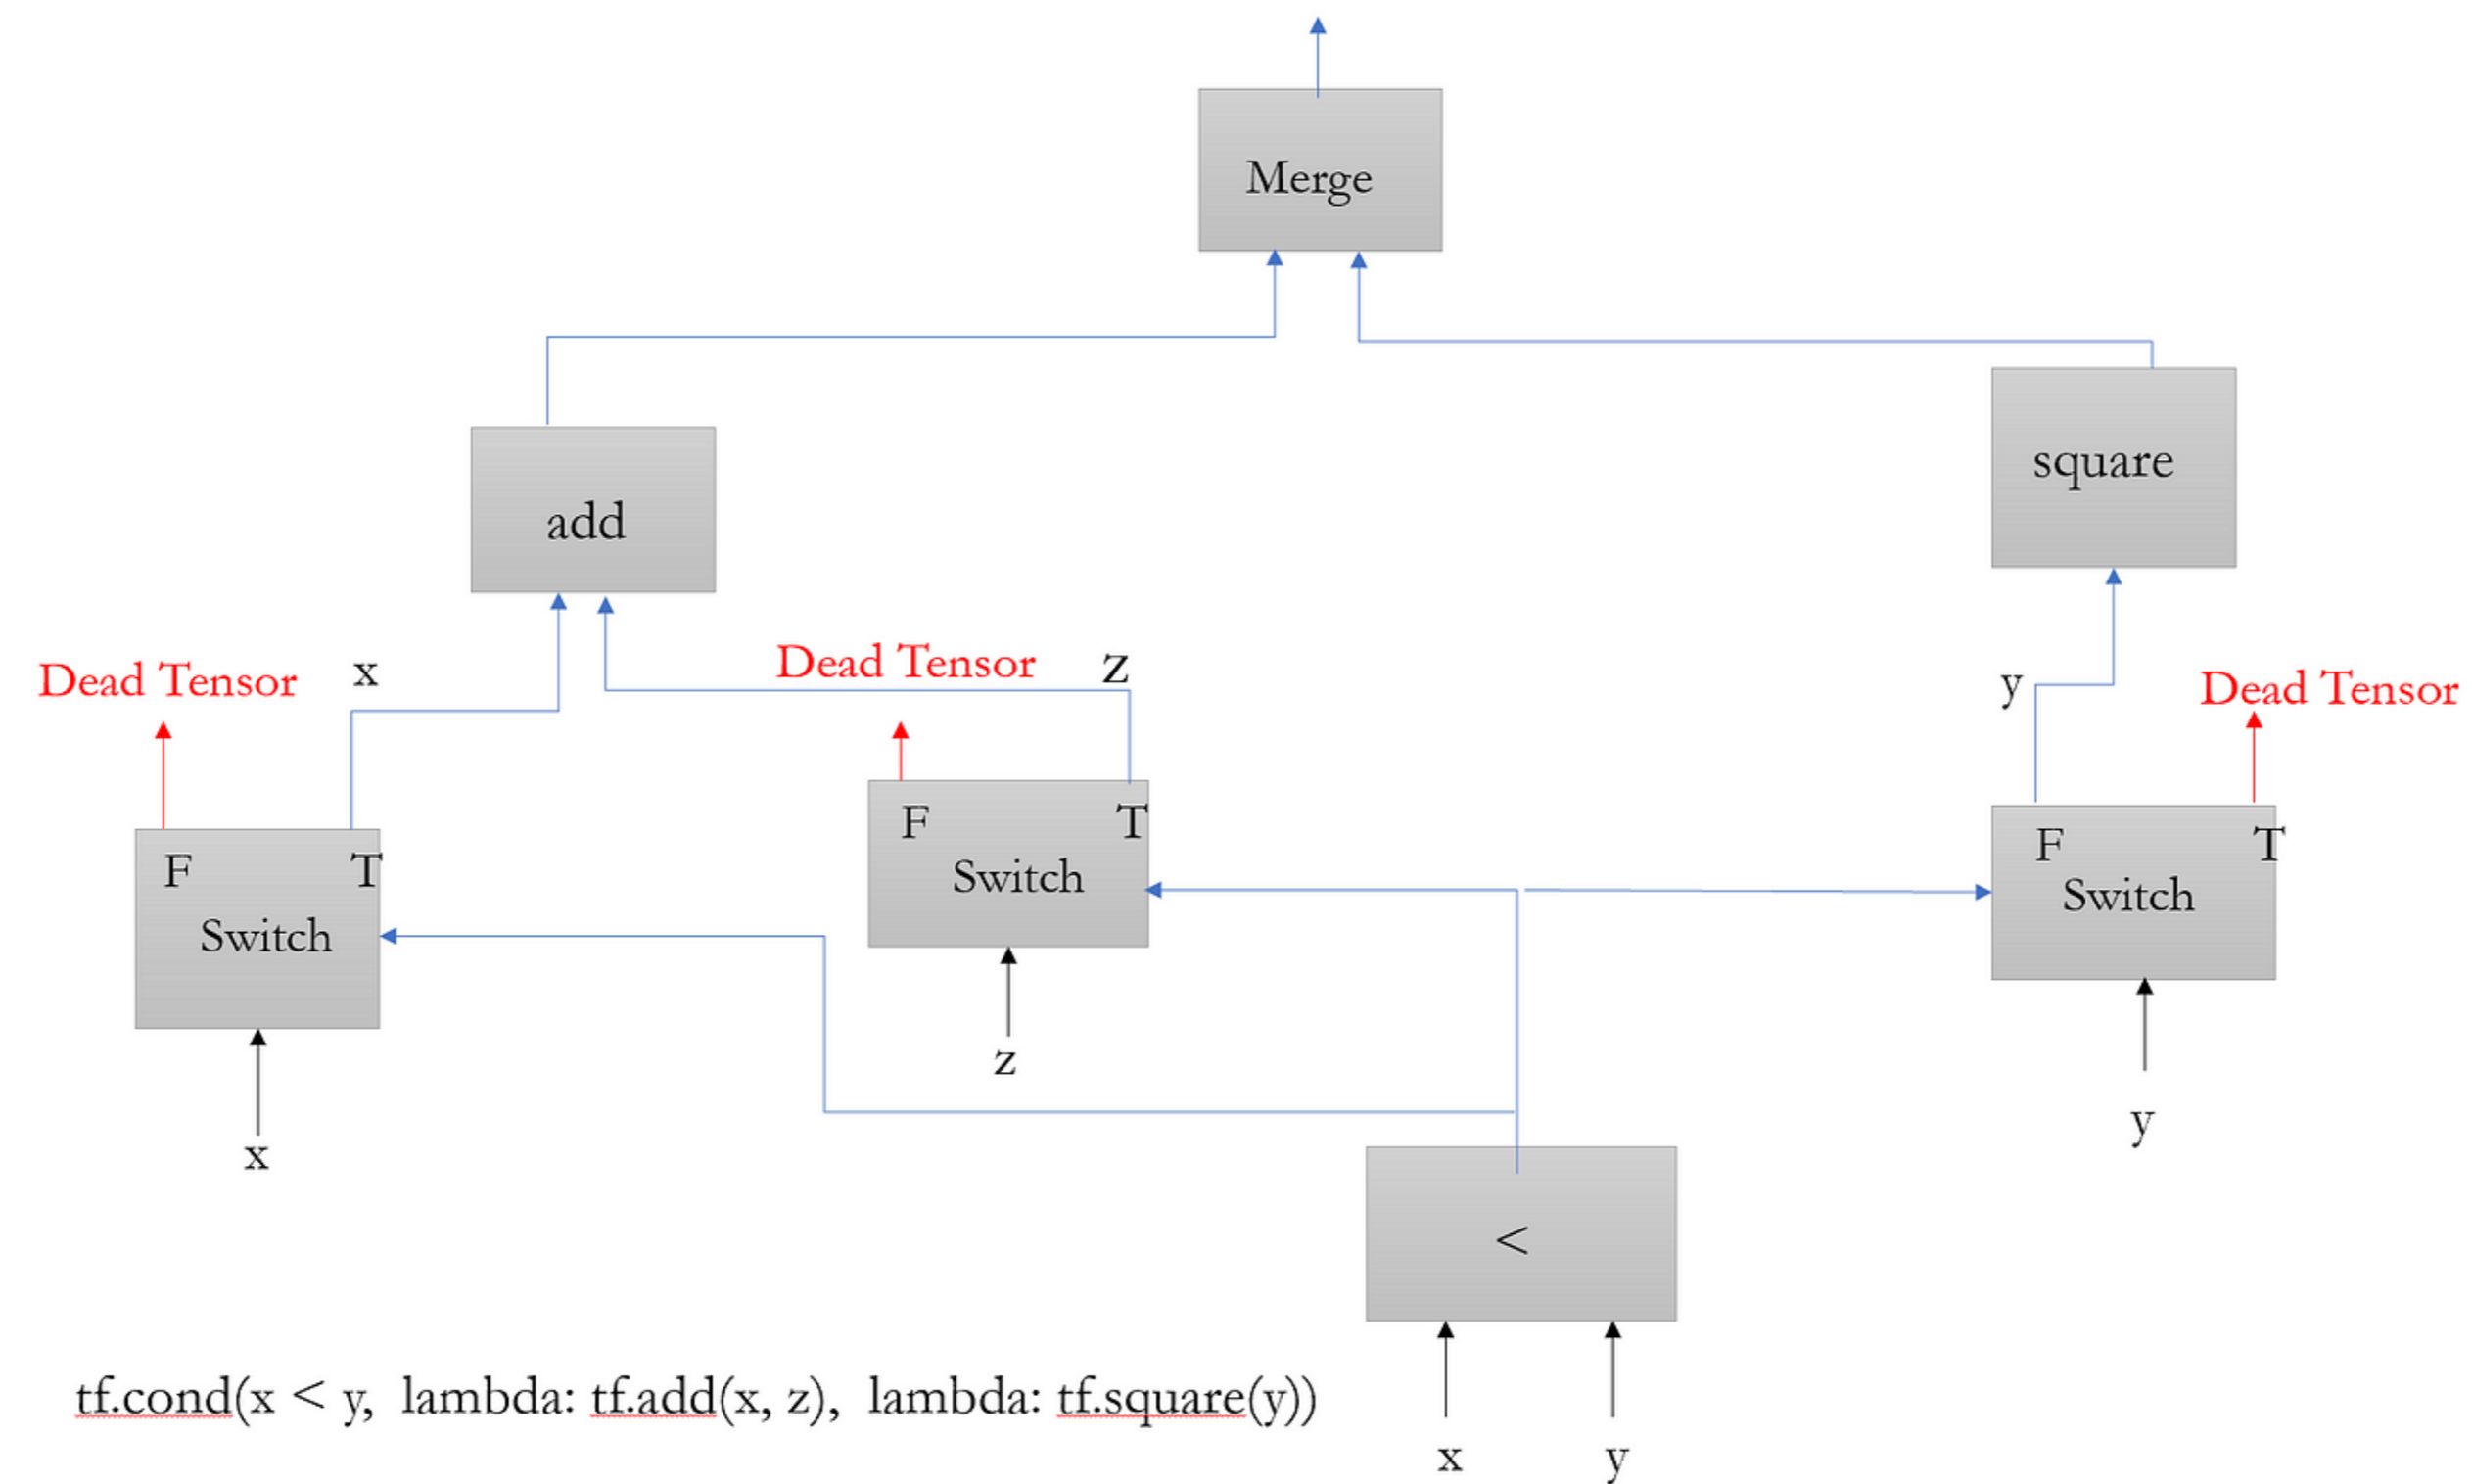 Merge
square
add
Dead Tensor
x
Dead Tensor
z
y
Dead Tensor
F T
Switch
F T
Switch
F T
Switch
x
z
y
<
x y
tf.cond(x < y, lambda: tf.add(x, z), lambda: tf.square(y))